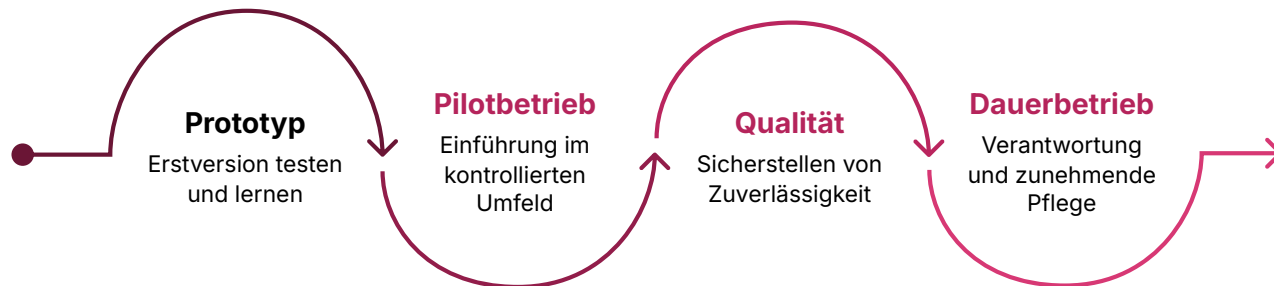 Prototyp
Erstversion testen
und lernen
Pilotbetrieb
Einführung im
kontrollierten
Umfeld
Qualität
Sicherstellen von
Zuverlässigkeit
Dauerbetrieb
Verantwortung
und zunehmende
Pflege